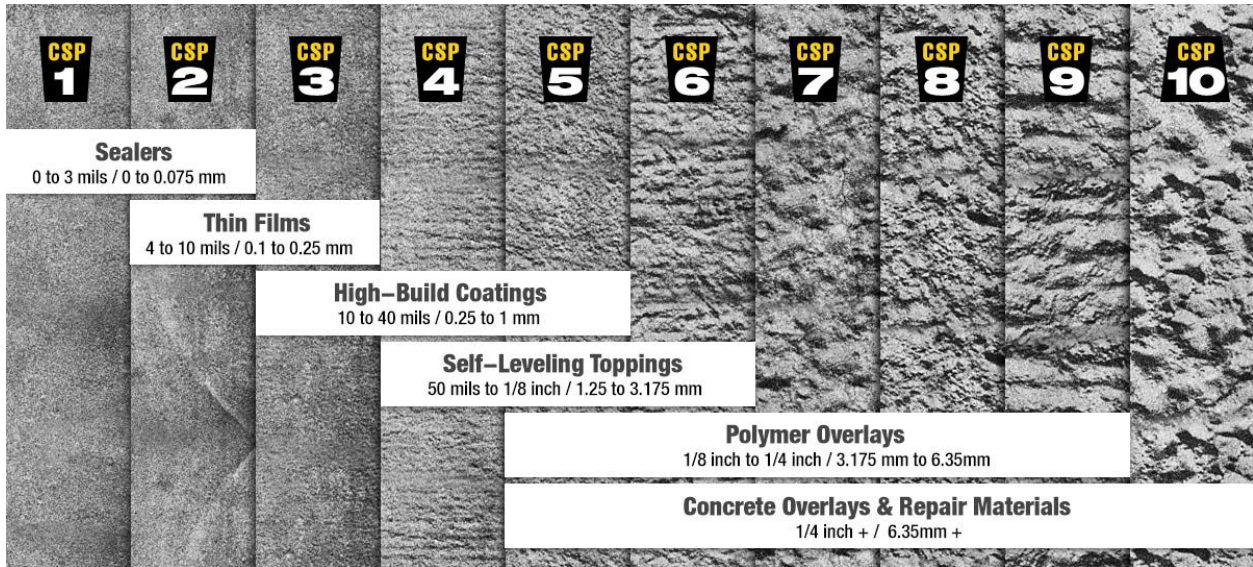 CSP
1
CSP
2
CSP
3
CSP
4
CSP
5
CSP
6
CSP
7
CSP
8
CSP
9
CSP
10
Sealers
0 to 3 mils / 0 to 0.075 mm
Thin Films
4 to 10 mils / 0.1 to 0.25 mm
High-Build Coatings
10 to 40 mils / 0.25 to 1 mm
Self-Leveling Toppings
50 mils to 1/8 inch / 1.25 to 3.175 mm
Polymer Overlays
1/8 inch to 1/4 inch / 3.175 mm to 6.35mm
Concrete Overlays & Repair Materials
1/4 inch + / 6.35mm +